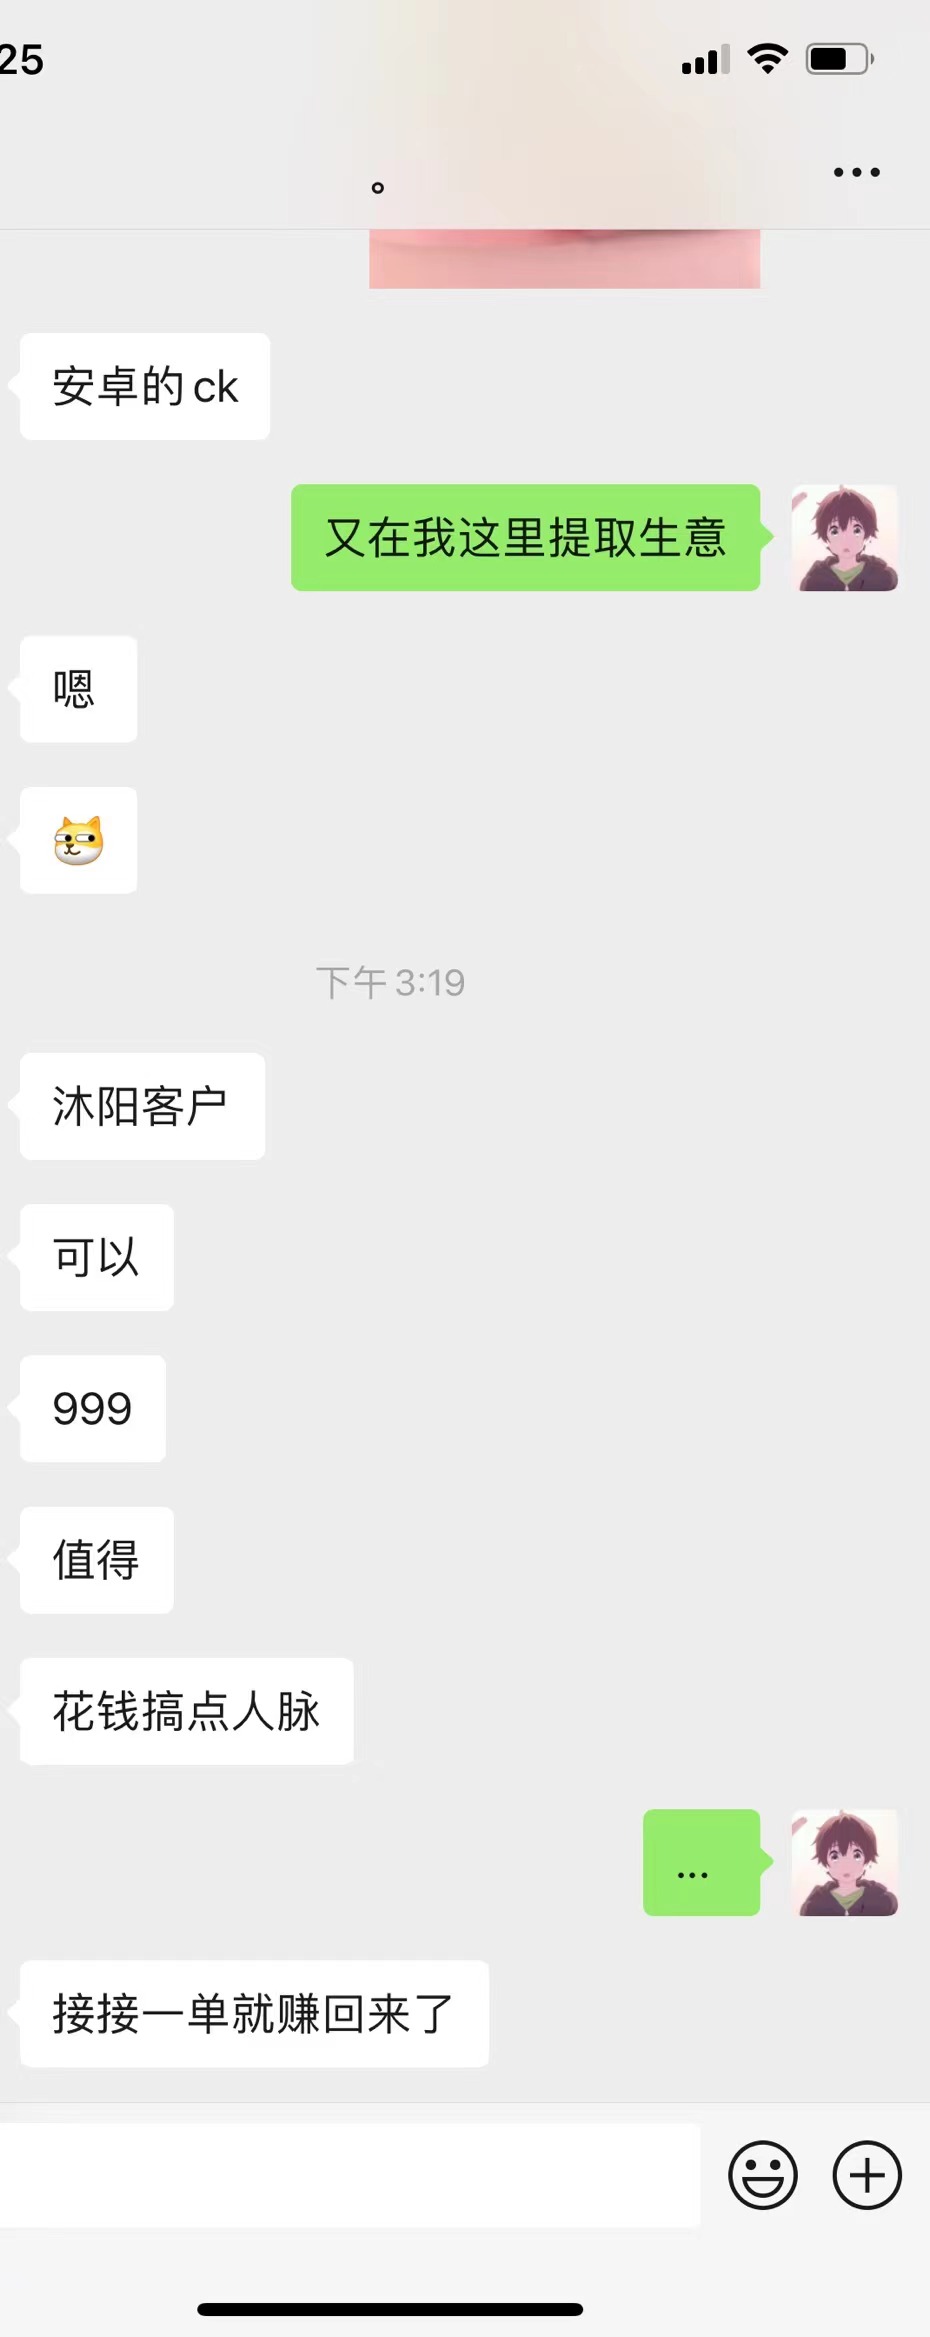 25
。
安卓的ck
又在我这里提取生意
嗯
下午 3:19
沐阳客户
可以
999
值得
花钱搞点人脉
...
接接一单就赚回来了